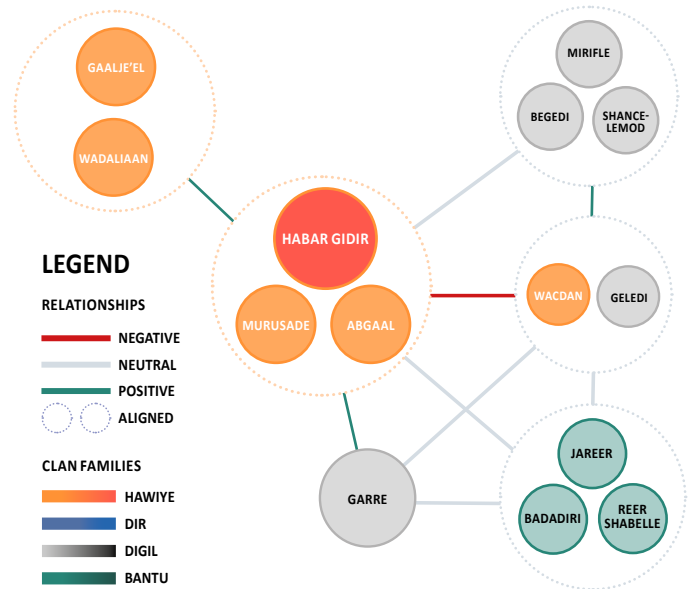 GAALJE'EL
WADALIAAN
MIRIFLE
BEGEDI
SHANCE-
LEMOD
HABAR GIDIR
MURUSADE
ABGAAL
WACDAN
GELEDI
GARRE
JAREER
BADADIRI
REER
SHABELLE
LEGEND
RELATIONSHIPS
NEGATIVE
NEUTRAL
POSITIVE
ALIGNED
CLAN FAMILIES
HAWIYE
DIR
DIGIL
BANTU